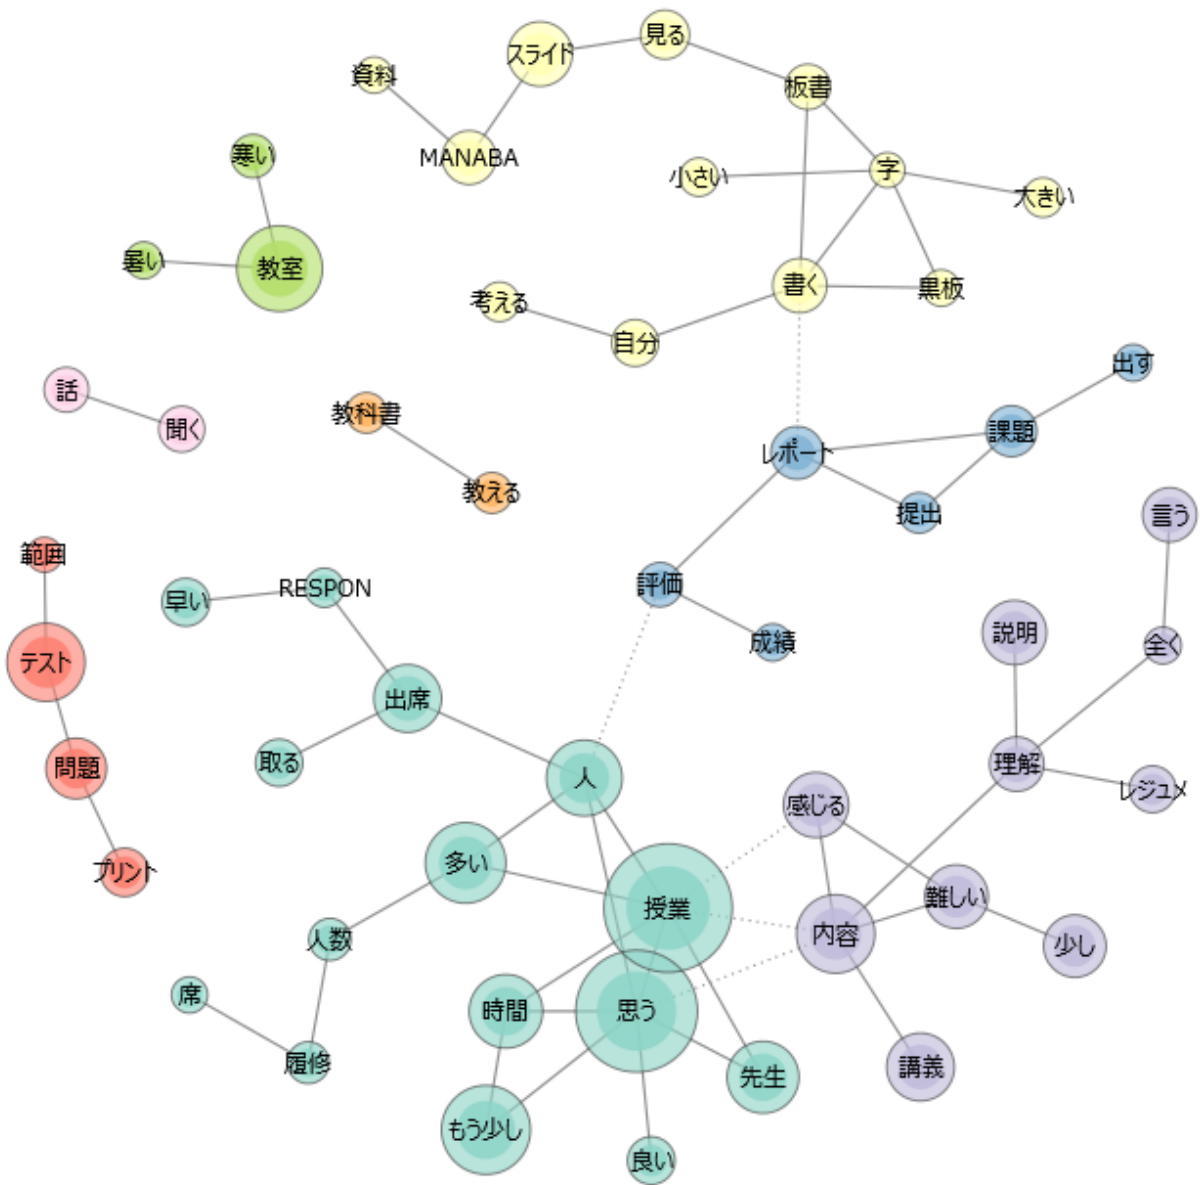 見る
スライド
資料
板書
MANABA
寒い
字
小さい
大きい
暑い
教室
書く
黒板
考える
自分
出す
話
教科書
聞く
課題
レポート
教える
提出
言う
範囲
RESPON
評価
早い
説明
成績
全く
テスト
出席
取る
問題
人
理解
レジュメ
感じる
多い
プリント
難しい
授業
内容
人数
少し
席
時間
思う
履修
講義
先生
もう少し
良い